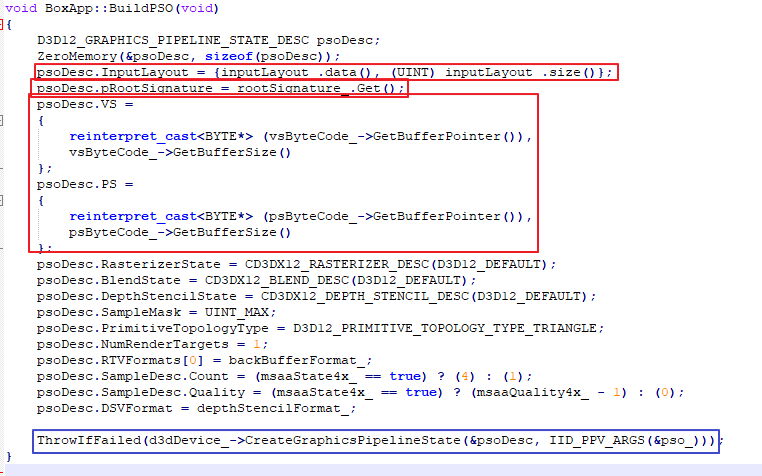 void BoxApp::BuildPSO(void)
{
D3D12_GRAPHICS_PIPELINE_STATE_DESC psoDesc;
ZeroMemory(&psoDesc, sizeof(psoDesc));
psoDesc.InputLayout = {inputLayout_.data(), (UINT) inputLayout_.size()};
psoDesc.pRootSignature = rootSignature_.Get();
psoDesc.VS =
{
reinterpret_cast<BYTE*> (vsByteCode_->GetBufferPointer()),
vsByteCode_->GetBufferSize()
};
psoDesc.PS =
{
reinterpret_cast<BYTE*> (psByteCode_->GetBufferPointer()),
psByteCode_->GetBufferSize()
};
psoDesc.RasterizerState = CD3DX12_RASTERIZER_DESC(D3D12_DEFAULT);
psoDesc.BlendState = CD3DX12_BLEND_DESC(D3D12_DEFAULT);
psoDesc.DepthStencilState = CD3DX12_DEPTH_STENCIL_DESC(D3D12_DEFAULT);
psoDesc.SampleMask = UINT_MAX;
psoDesc.PrimitiveTopologyType = D3D12_PRIMITIVE_TOPOLOGY_TYPE_TRIANGLE;
psoDesc.NumRenderTargets = 1;
psoDesc.RTVFormats[0] = backBufferFormat_;
psoDesc.SampleDesc.Count = (msaaState4x_ == true) ? (4) : (1);
psoDesc.SampleDesc.Quality = (msaaState4x_ == true) ? (msaaQuality4x_ - 1) : (0);
psoDesc.DSVFormat = depthStencilFormat_;
ThrowIfFailed(d3dDevice_->CreateGraphicsPipelineState(&psoDesc, IID_PPV_ARGS(&pso_)));
}